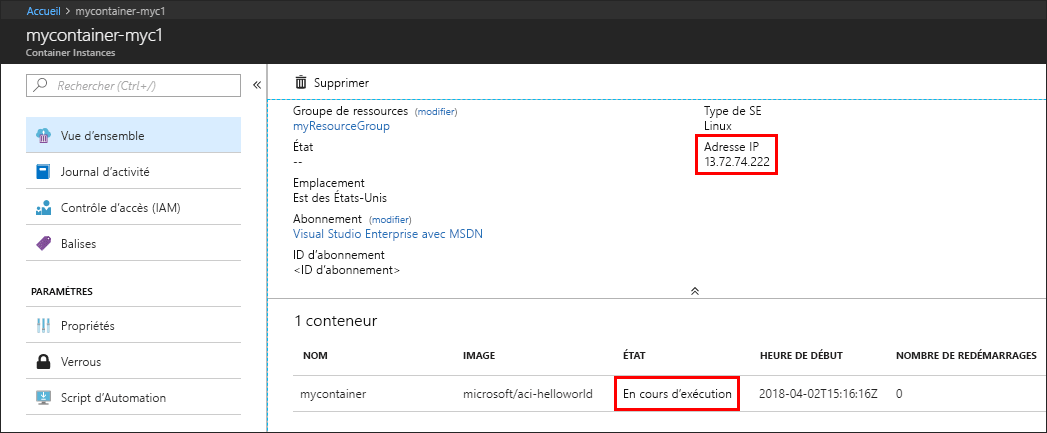 Accueil > mycontainer-myc1
mycontainer-myc1
Container Instances
Rechercher (Ctrl+/)
«
Vue d'ensemble
Journal d'activité
Contrôle d'accès (IAM)
Balises
PARAMÈTRES
Propriétés
Verrous
Script d'Automation
Supprimer
Groupe de ressources (modifier)
myResourceGroup
État
--
Emplacement
Est des États-Unis
Abonnement (modifier)
Visual Studio Enterprise avec MSDN
ID d'abonnement
<ID d'abonnement>
Type de SE
Linux
Adresse IP
13.72.74.222
1 conteneur
NOM IMAGE ÉTAT HEURE DE DÉBUT NOMBRE DE REDÉMARRAGES
mycontainer microsoft/aci-helloworld En cours d'exécution 2018-04-02T15:16:16Z 0